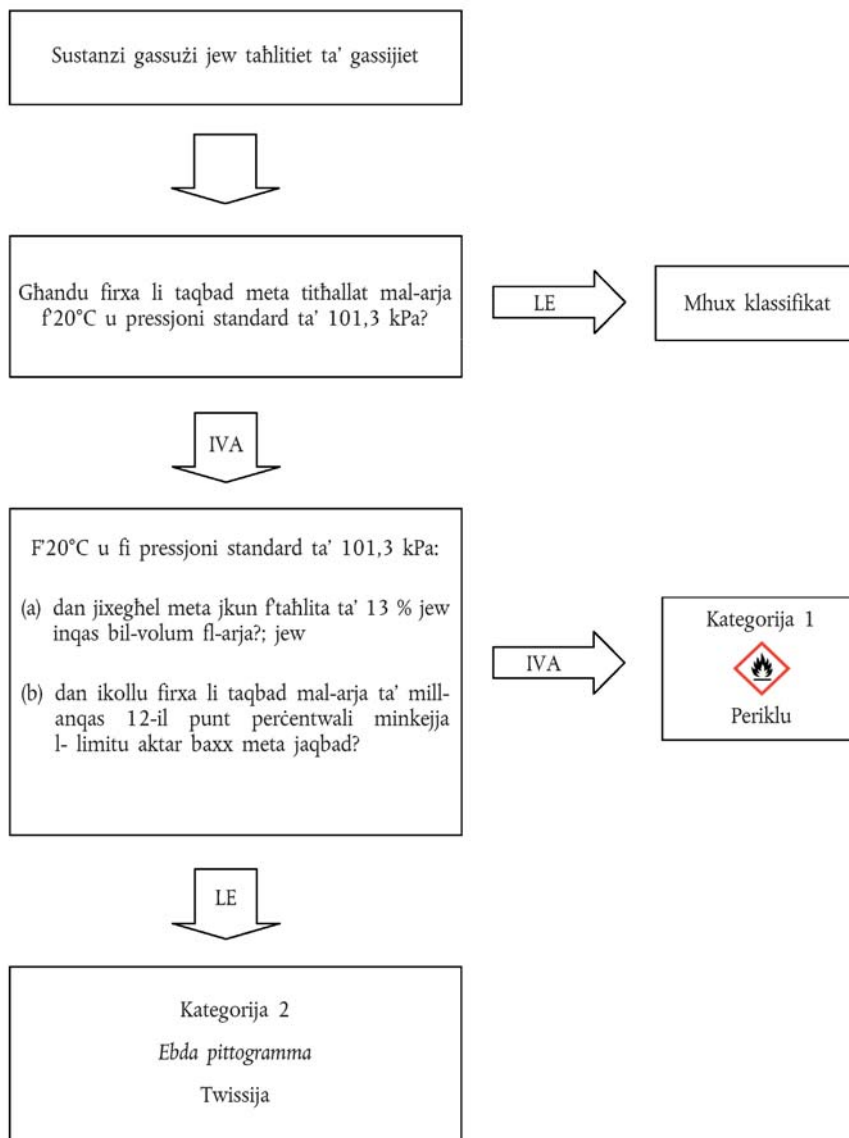 Sustanzi gassużi jew taħlitiet ta' gassijiet
Għandu firxa li taqbad meta titħallat mal-arja
f'20°C u pressjoni standard ta' 101,3 kPa?
LE
Mhux klassifikat
IVA
F'20°C u fi pressjoni standard ta' 101,3 kPa:
(a) dan jixegħel meta jkun f'taħlita ta' 13 % jew
inqas bil-volum fl-arja?; jew
(b) dan ikollu firxa li taqbad mal-arja ta' mill-
anqas 12-il punt perċentwali minkejja
l- limitu aktar baxx meta jaqbad?
IVA
Kategorija 1
Periklu
LE
Kategorija 2
Ebda pittogramma
Twissija